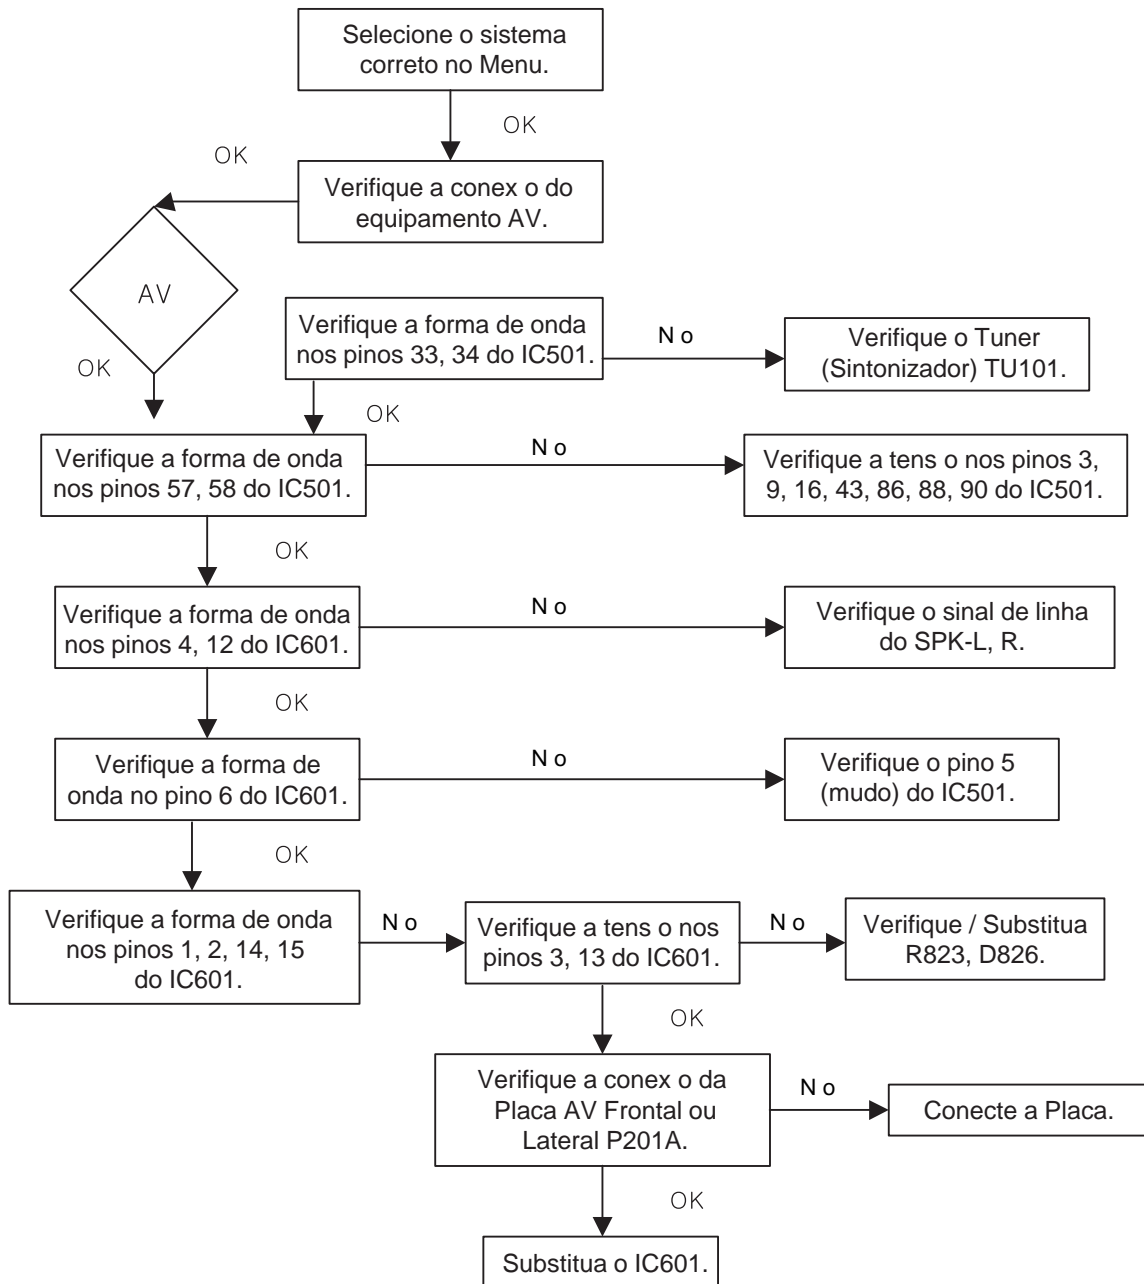 Selecione o sistema
correto no Menu.
OK
OK
Verifique a conex o do
equipamento AV.
AV
Verifique a forma de onda
nos pinos 33, 34 do IC501.
N o
Verifique o Tuner
(Sintonizador) TU101.
OK
OK
Verifique a forma de onda
nos pinos 57, 58 do IC501.
N o
Verifique a tens o nos pinos 3,
9, 16, 43, 86, 88, 90 do IC501.
OK
Verifique a forma de onda
nos pinos 4, 12 do IC601.
N o
Verifique o sinal de linha
do SPK-L, R.
OK
Verifique a forma de
onda no pino 6 do IC601.
N o
Verifique o pino 5
(mudo) do IC501.
OK
Verifique a forma de onda
nos pinos 1, 2, 14, 15
do IC601.
N o
Verifique a tens o nos
pinos 3, 13 do IC601.
N o
Verifique / Substitua
R823, D826.
OK
Verifique a conex o da
Placa AV Frontal ou
Lateral P201A.
N o
Conecte a Placa.
OK
Substitua o IC601.